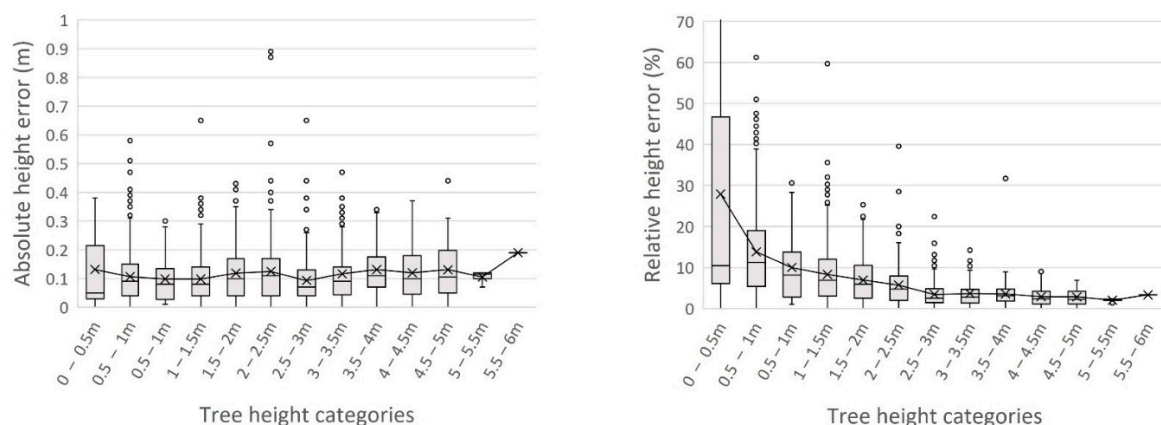 Absolute height error (m)
1
0.9
0.8
0.7
0.6
0.5
0.4
0.3
0.2
0.1
0
0 – 0.5m
0.5 – 1m
0.5 – 1m
1 – 1.5m
1.5 – 2m
2 – 2.5m
2.5 – 3m
3 – 3.5m
3.5 – 4m
4 – 4.5m
4.5 – 5m
5 – 5.5m
5.5 – 6m
Tree height categories
Relative height error (%)
70
60
50
40
30
20
10
0
0 – 0.5m
0.5 – 1m
0.5 – 1m
1 – 1.5m
1.5 – 2m
2 – 2.5m
2.5 – 3m
3 – 3.5m
3.5 – 4m
4 – 4.5m
4.5 – 5m
5 – 5.5m
5.5 – 6m
Tree height categories